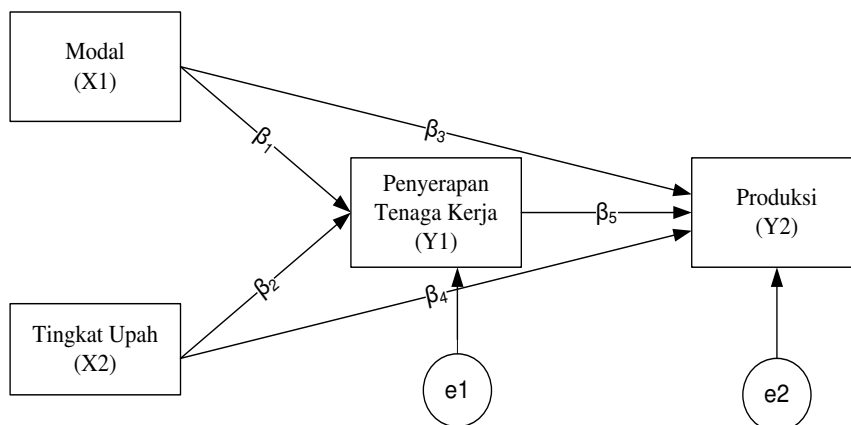 Modal
(X1)
β1
β3
Penyerapan
Tenaga Kerja
(Y1)
β5
Produksi
(Y2)
β2
β4
Tingkat Upah
(X2)
e1
e2